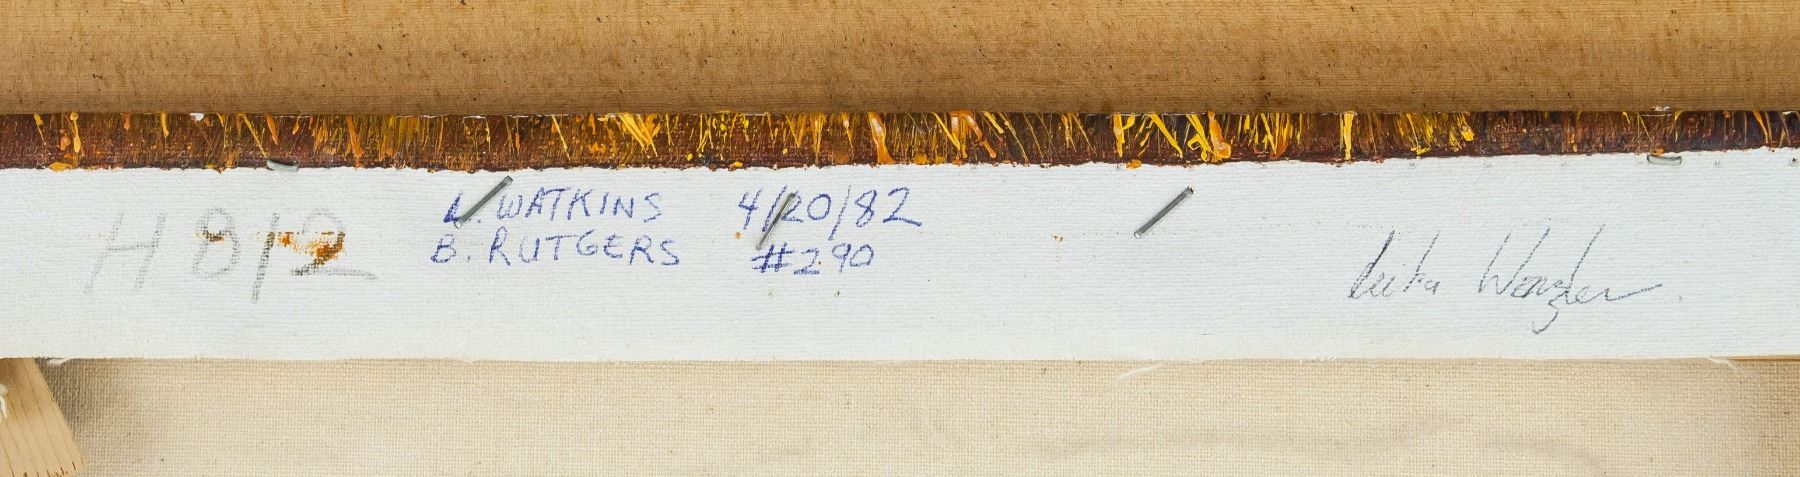 H 812
L. WATKINS 4/20/82
B. RUTGERS #290